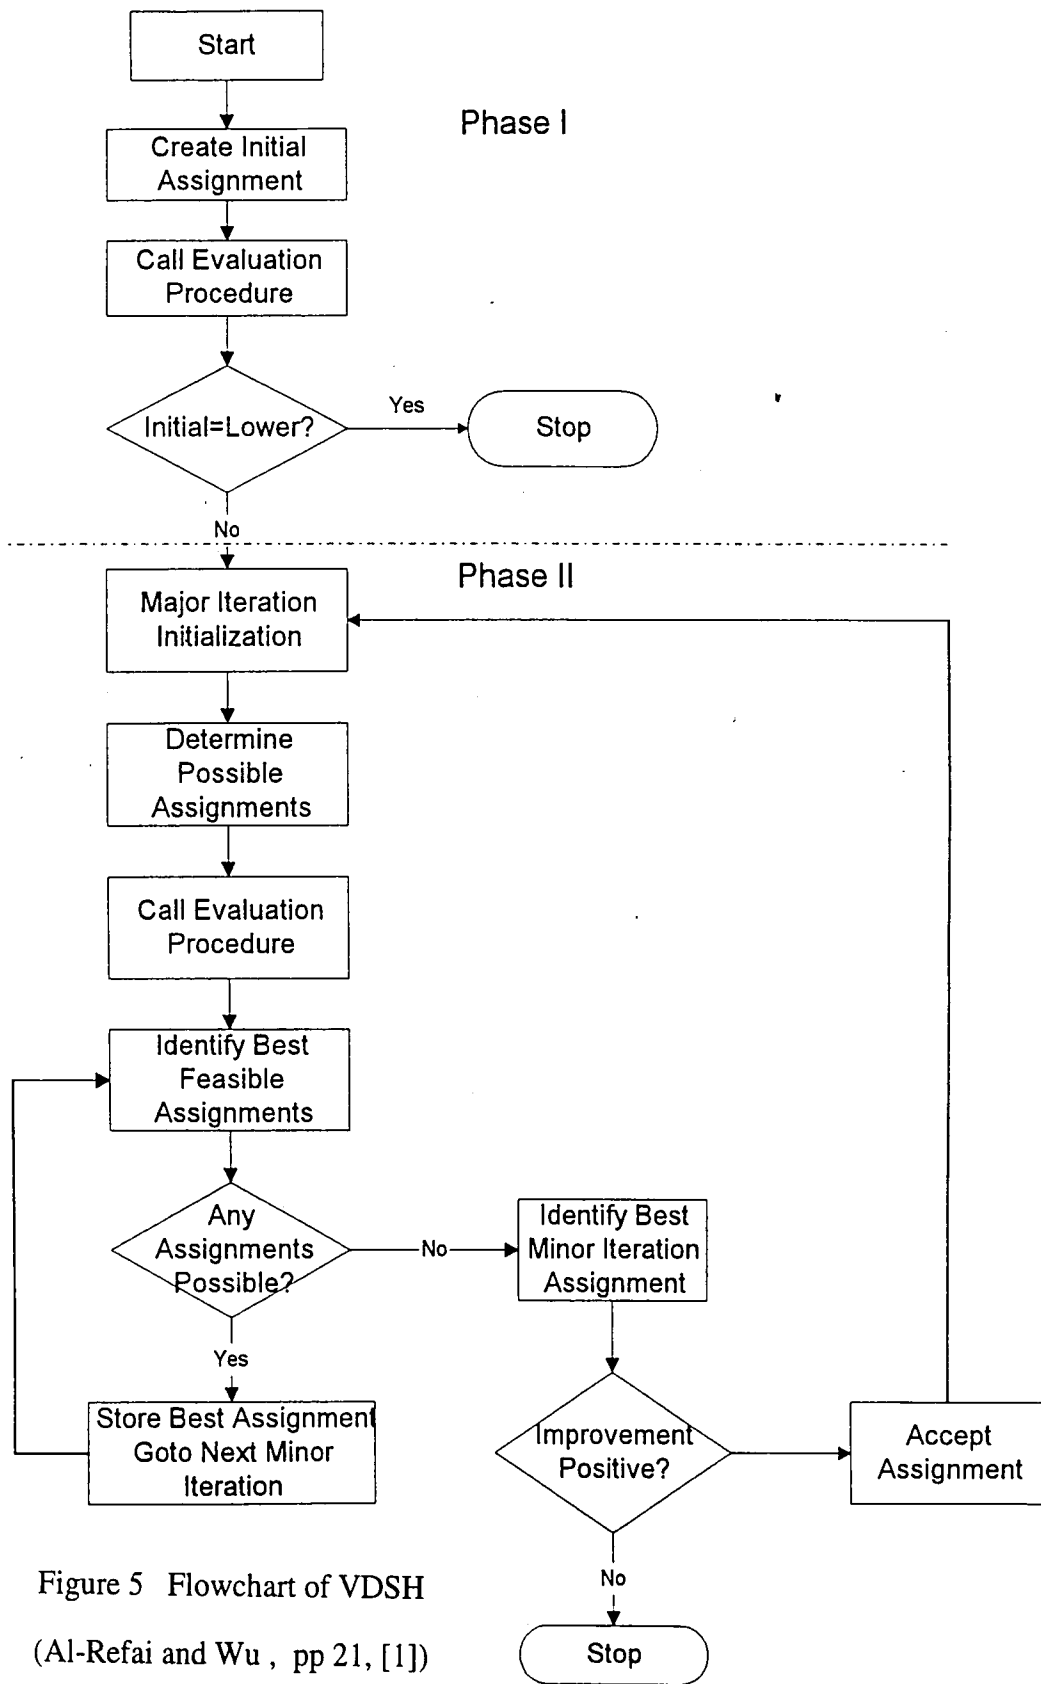 Start
Phase I
Create Initial
Assignment
Call Evaluation
Procedure
Initial=Lower?
Yes
Stop
No
Phase II
Major Iteration
Initialization
Determine
Possible
Assignments
Call Evaluation
Procedure
Identify Best
Feasible
Assignments
Any
Assignments
Possible?
No
Identify Best
Minor Iteration
Assignment
Yes
Store Best Assignment
Goto Next Minor
Iteration
Improvement
Positive?
Accept
Assignment
No
Stop
Figure 5 Flowchart of VDSH
(Al-Refai and Wu , pp 21, [1])